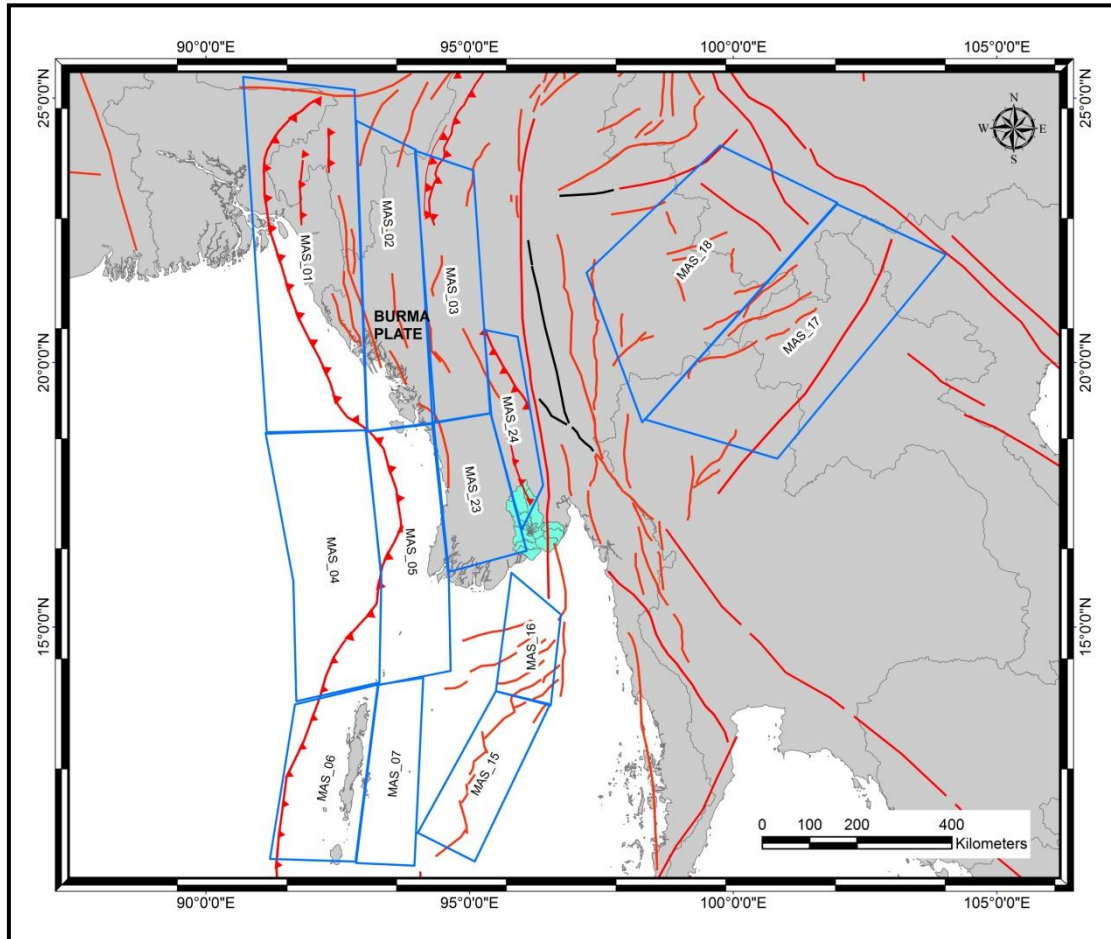 90°0'0"E 95°0'0"E 100°0'0"E 105°0'0"E
25°0'0"N
25°0'0"N
N
W E
S
MAS_01
MAS_02
MAS_03
MAS_18
MAS_17
BURMA
PLATE
20°0'0"N
20°0'0"N
MAS_24
MAS_23
MAS_04
MAS_05
15°0'0"N
15°0'0"N
MAS_16
MAS_15
MAS_06
MAS_07
0 100 200 400
Kilometers
90°0'0"E 95°0'0"E 100°0'0"E 105°0'0"E